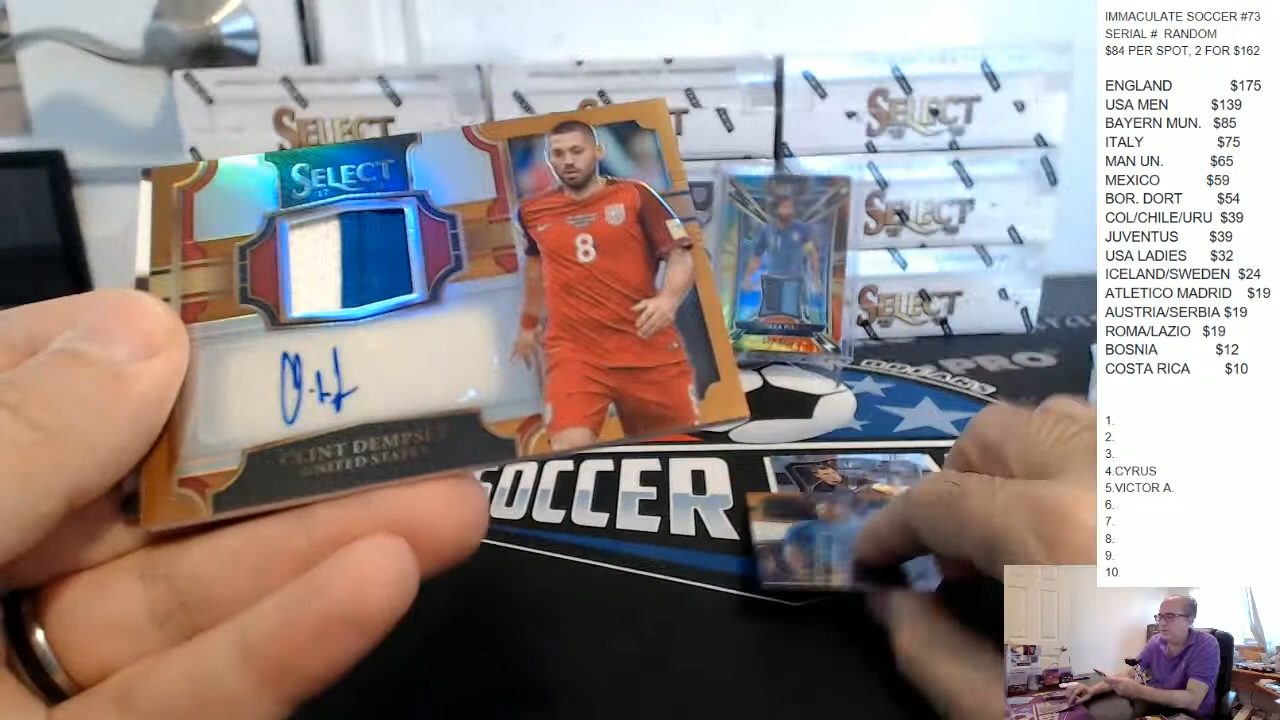 SELECT
SELECT
8
CLINT DEMPSEY
UNITED STATES
SELECT
SELECT
SELECT
PRO
SOCCER
IMMACULATE SOCCER #73
SERIAL # RANDOM
$84 PER SPOT, 2 FOR $162
ENGLAND $175
USA MEN $139
BAYERN MUN. $85
ITALY $75
MAN UN. $65
MEXICO $59
BOR. DORT $54
COL/CHILE/URU $39
JUVENTUS $39
USA LADIES $32
ICELAND/SWEDEN $24
ATLETICO MADRID $19
AUSTRIA/SERBIA $19
ROMA/LAZIO $19
BOSNIA $12
COSTA RICA $10
1.
2.
3.
4.CYRUS
5.VICTOR A.
6.
7.
8.
9.
10.